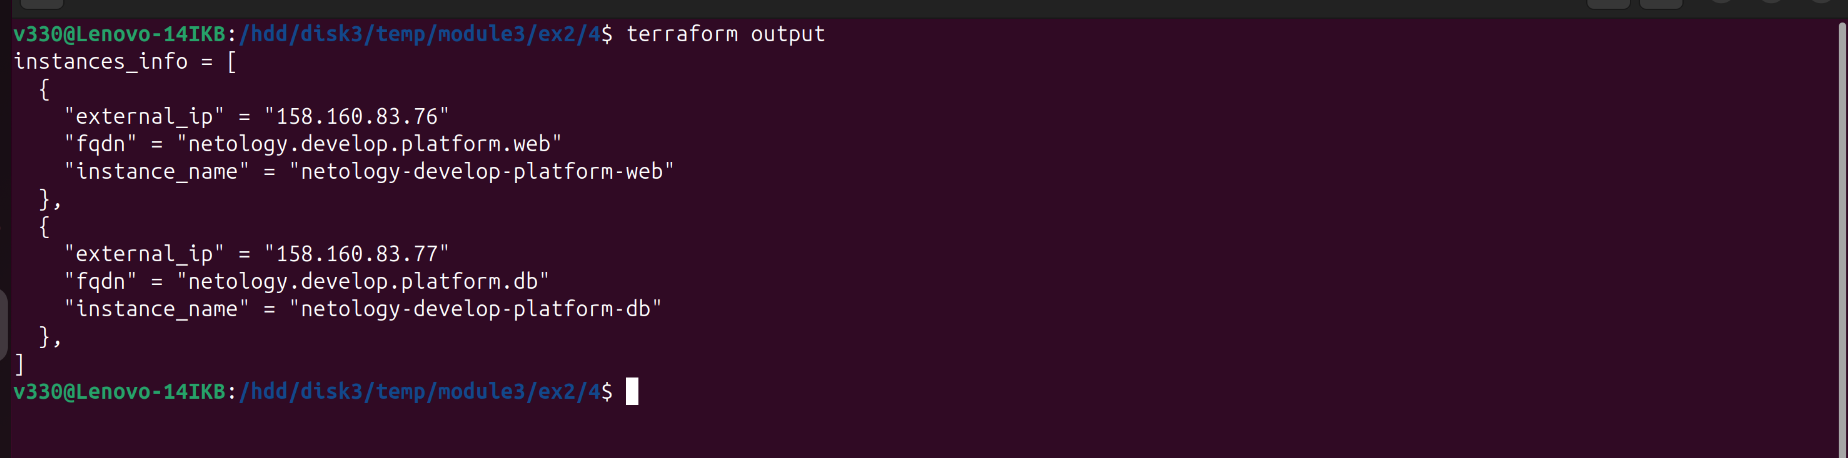 v330@Lenovo-14IKB:/hdd/disk3/temp/module3/ex2/4$ terraform output
instances_info = [
  {
    "external_ip" = "158.160.83.76"
    "fqdn" = "netology.develop.platform.web"
    "instance_name" = "netology-develop-platform-web"
  },
  {
    "external_ip" = "158.160.83.77"
    "fqdn" = "netology.develop.platform.db"
    "instance_name" = "netology-develop-platform-db"
  },
]
v330@Lenovo-14IKB:/hdd/disk3/temp/module3/ex2/4$